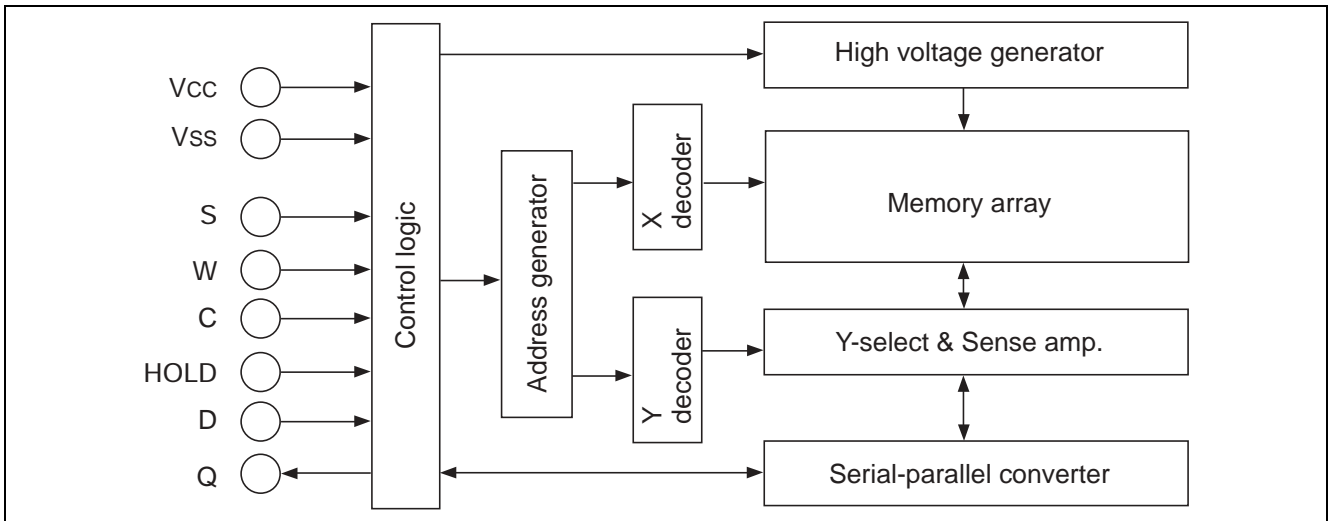 VCC
VSS
S
W
C
HOLD
D
Q
Control logic
Address generator
X
decoder
Y
decoder
High voltage generator
Memory array
Y-select & Sense amp.
Serial-parallel converter